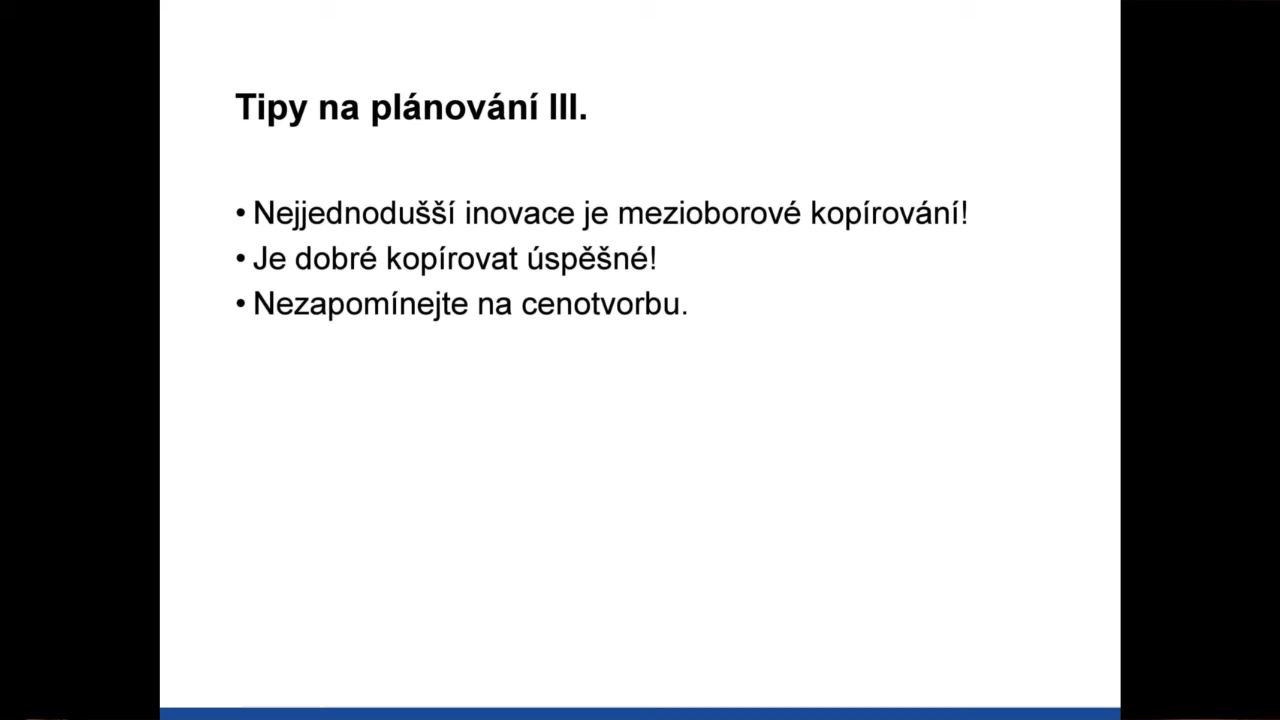 Tipy na plánování III.
• Nejjednodušší inovace je mezioborové kopírování!
• Je dobré kopírovat úspěšné!
• Nezapomínejte na cenotvorbu.